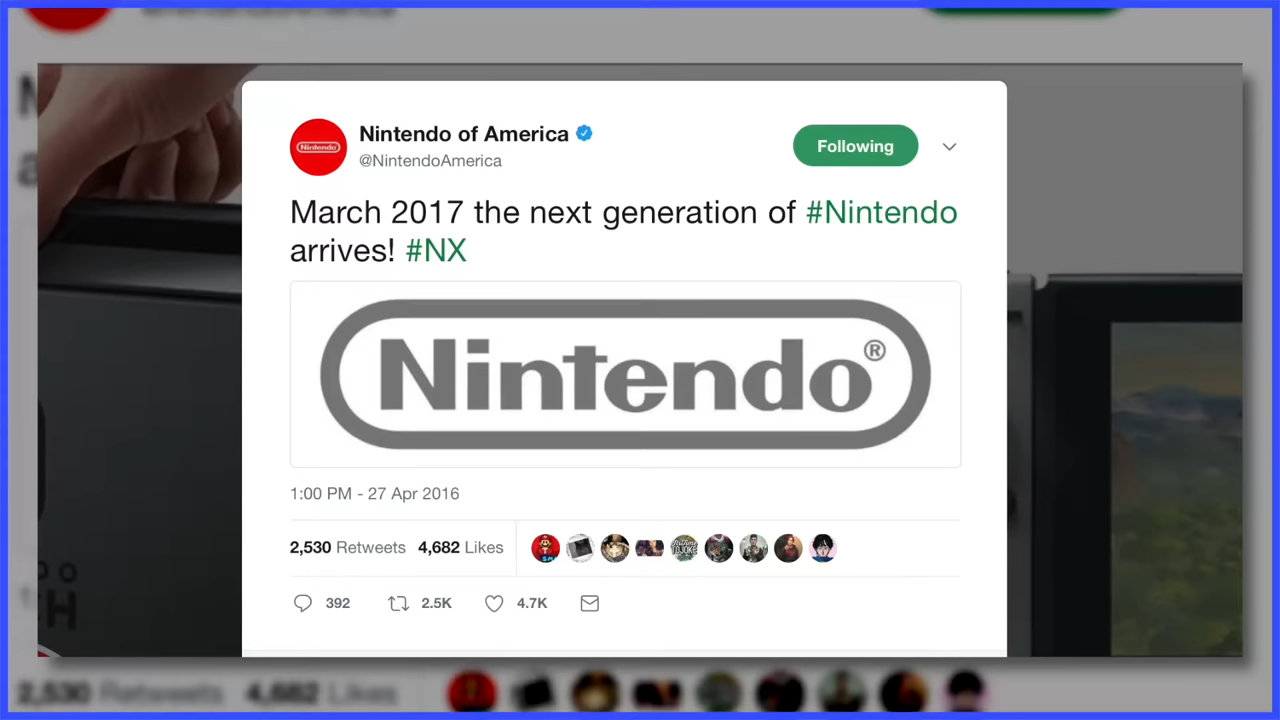 Nintendo
Nintendo of America
@NintendoAmerica
Following
March 2017 the next generation of #Nintendo
arrives! #NX
Nintendo®
1:00 PM - 27 Apr 2016
2,530 Retweets 4,682 Likes
392 2.5K 4.7K
2,530 Retweets 4,682 Likes